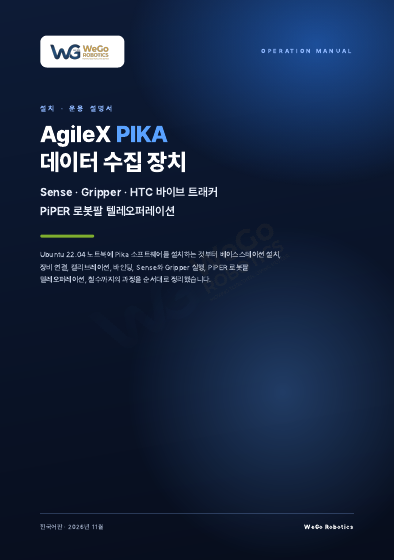 WG WeGo
ROBOTICS
OPERATION MANUAL
설치 · 운용 설명서
AgileX PIKA
데이터 수집 장치
Sense · Gripper · HTC 바이브 트래커
PiPER 로봇팔 텔레오퍼레이션
Ubuntu 22.04 노트북에 Pika 소프트웨어를 설치하는 것부터 베이스스테이션 설치,
장비 연결, 캘리브레이션, 바인딩, Sense와 Gripper 실행, PiPER 로봇팔
텔레오퍼레이션, 철수까지의 과정을 순서대로 정리했습니다.
WeGo
ROBOTICS
한국어판 · 2026년 11월
WeGo Robotics